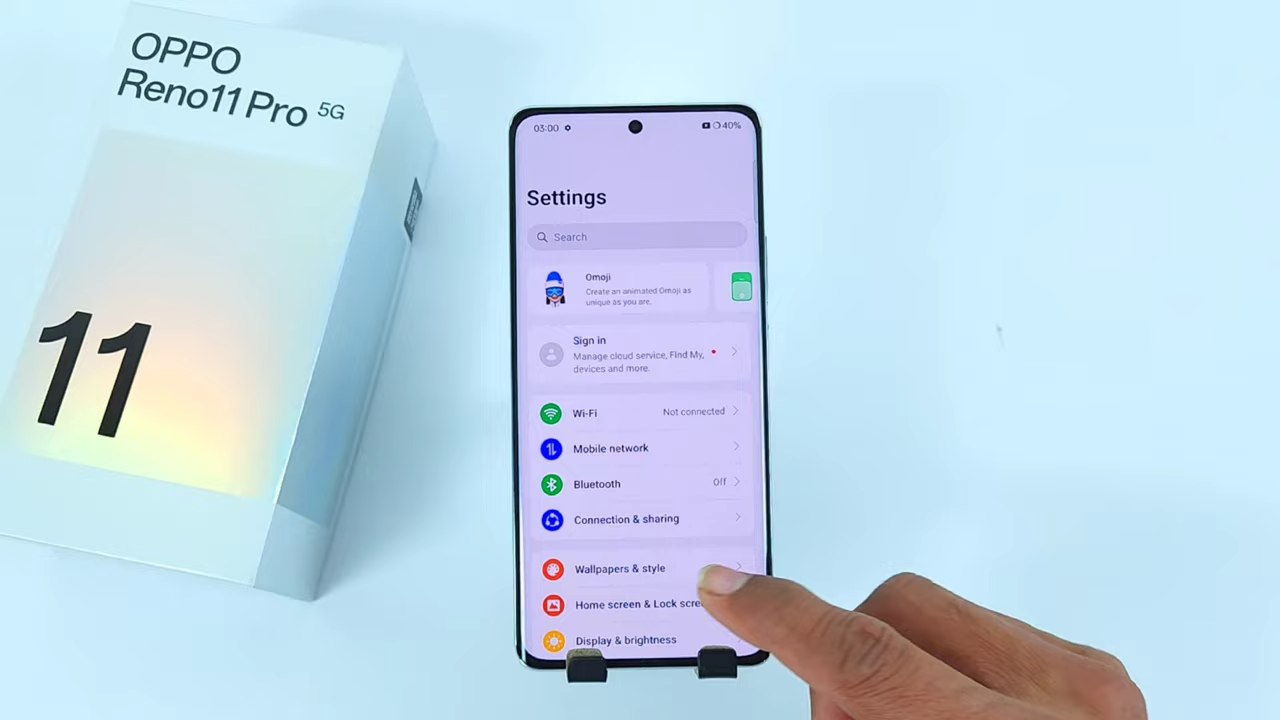 OPPO
Reno11 Pro 5G
11
03:00
40%
Settings
Search
Omoji
Create an animated Omoji as
unique as you are.
Sign in
Manage cloud service, Find My,
devices and more.
Wi-Fi Not connected
Mobile network
Bluetooth Off
Connection & sharing
Wallpapers & style
Home screen & Lock
Display & brightness